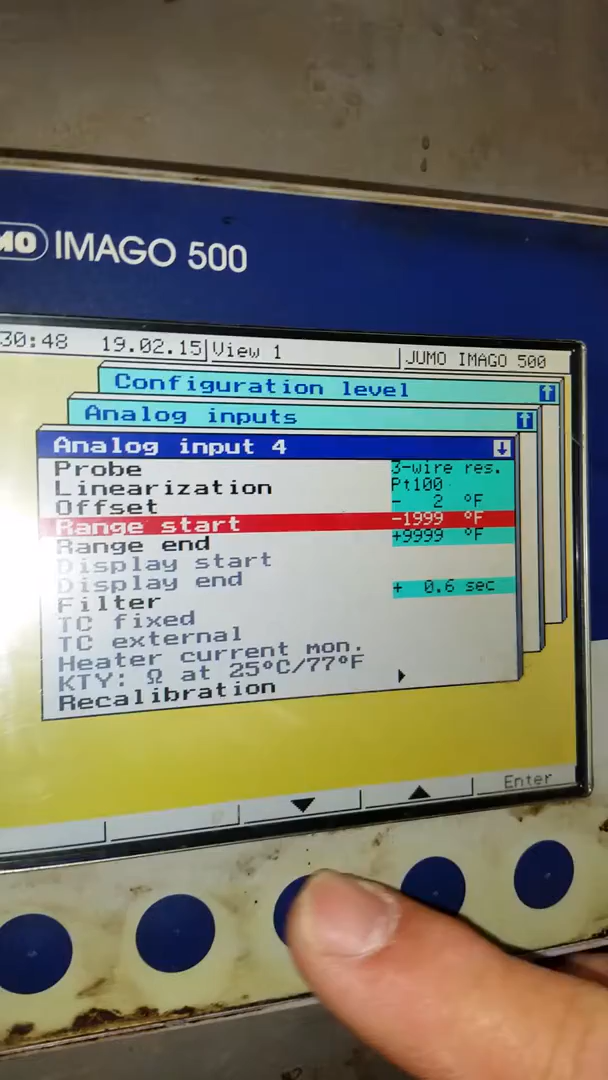 MO IMAGO 500
30:48 19.02.15 View 1 JUMO IMAGO 500
Configuration level
Analog inputs
Analog input 4
Probe 3-wire res.
Linearization Pt100
Offset - 2 °F
Range start -1999 °F
Range end +9999 °F
Display start
Display end
Filter + 0.6 sec
TC fixed
TC external
Heater current mon.
KTY: Ω at 25°C/77°F
Recalibration
Enter